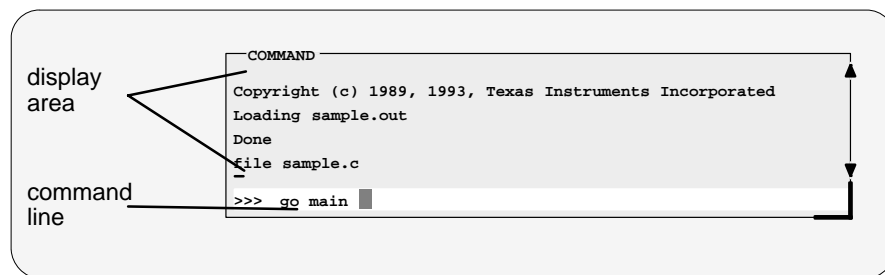 COMMAND
display
area
Copyright (c) 1989, 1993, Texas Instruments Incorporated
Loading sample.out
Done
file sample.c
command
line
>>> go main